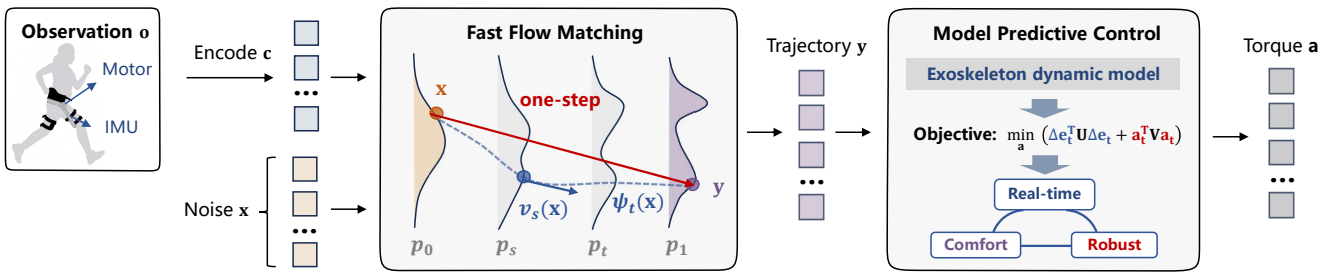 Observation o
Motor
IMU
Encode c
...
Noise x
...
Fast Flow Matching
x
one-step
y
v_s(x)
ψ_t(x)
p_0
p_s
p_t
p_1
Trajectory y
...
Model Predictive Control
Exoskeleton dynamic model
Objective: min_a (Δe_t^T U Δe_t + a_t^T V a_t)
Real-time
Comfort
Robust
Torque a
...